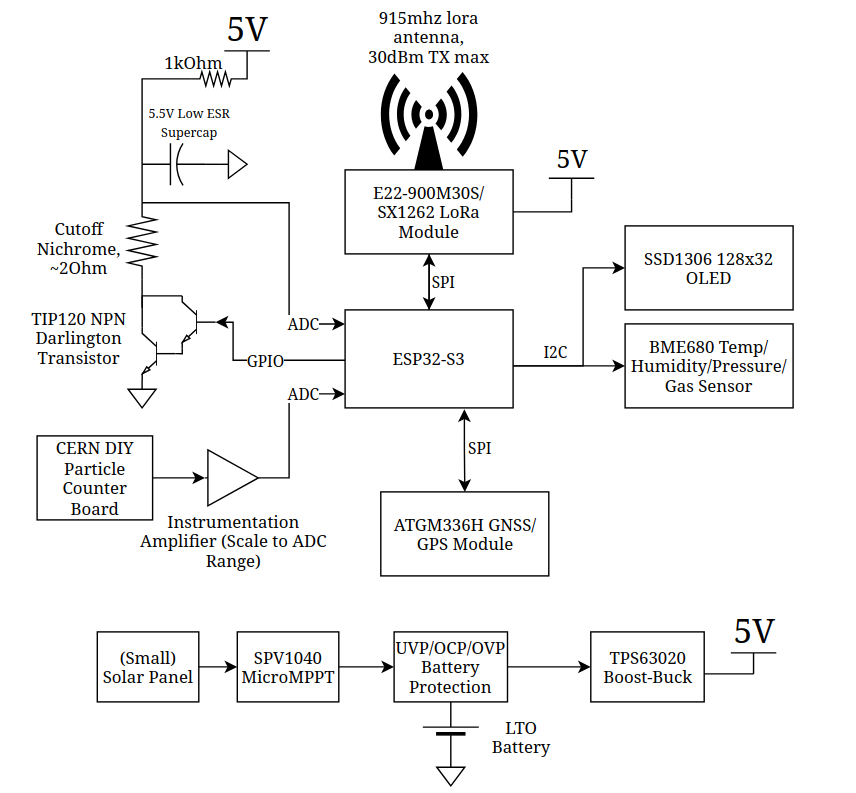 5V
1kOhm
5.5V Low ESR
Supercap
915mhz lora
antenna,
30dBm TX max
5V
E22-900M30S/
SX1262 LoRa
Module
Cutoff
Nichrome,
~2Ohm
SSD1306 128x32
OLED
SPI
TIP120 NPN
Darlington
Transistor
ADC
GPIO
ESP32-S3
I2C
BME680 Temp/
Humidity/Pressure/
Gas Sensor
ADC
CERN DIY
Particle
Counter
Board
SPI
Instrumentation
Amplifier (Scale to ADC
Range)
ATGM336H GNSS/
GPS Module
(Small)
Solar Panel
SPV1040
MicroMPPT
UVP/OCP/OVP
Battery
Protection
TPS63020
Boost-Buck
5V
LTO
Battery